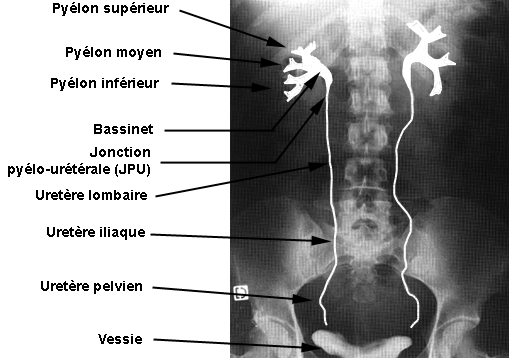 Pyélon supérieur
Pyélon moyen
Pyélon inférieur
Bassinet
Jonction
pyélo-urétérale (JPU)
Uretère lombaire
Uretère iliaque
Uretère pelvien
Vessie